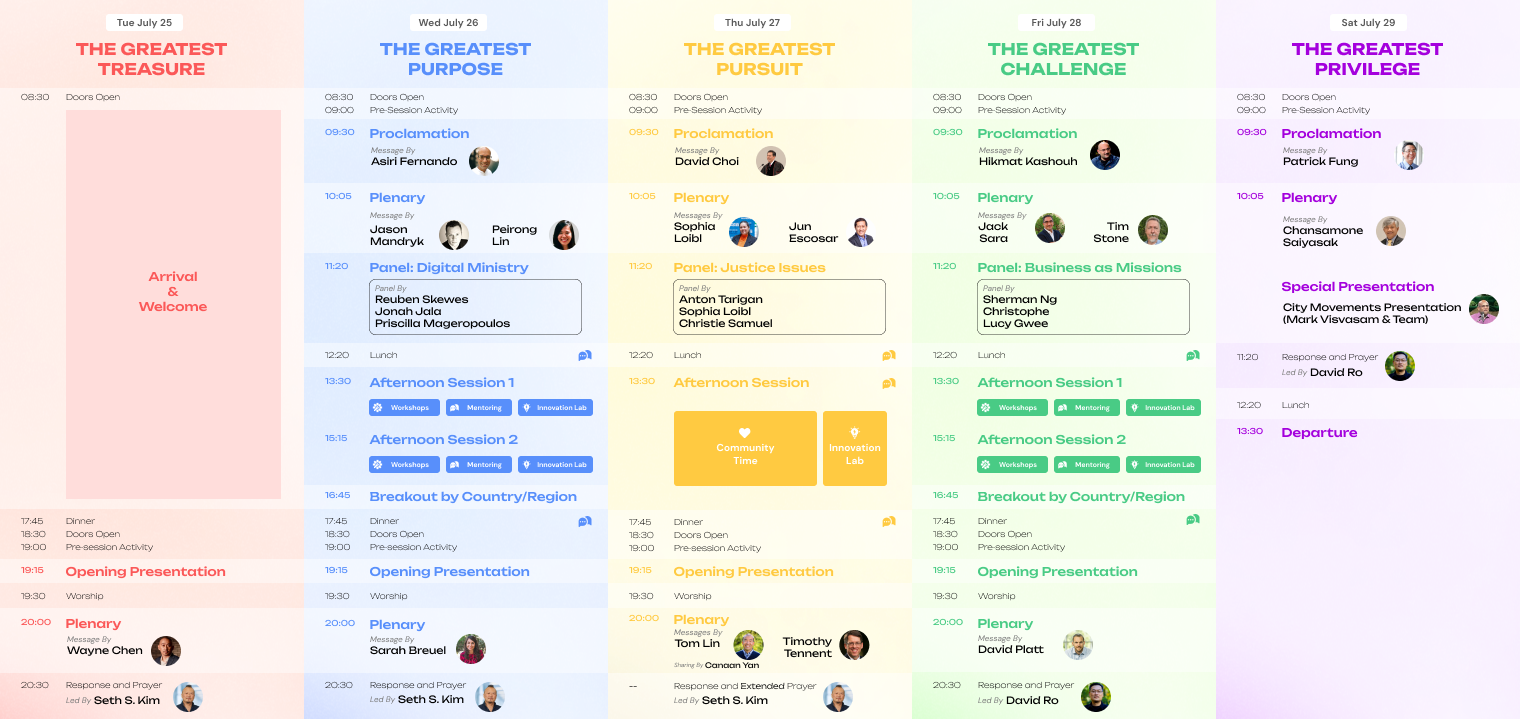 Tue July 25
THE GREATEST
TREASURE
08:30 Doors Open
Arrival
&
Welcome
17:45 Dinner
18:30 Doors Open
19:00 Pre-session Activity
19:15 Opening Presentation
19:30 Worship
20:00 Plenary
Message By
Wayne Chen
20:30 Response and Prayer
Led By Seth S. Kim
Wed July 26
THE GREATEST
PURPOSE
08:30 Doors Open
09:00 Pre-Session Activity
09:30 Proclamation
Message By
Asiri Fernando
10:05 Plenary
Message By
Jason
Mandryk
Peirong
Lin
11:20 Panel: Digital Ministry
Panel By
Reuben Skewes
Jonah Jala
Priscilla Mageropoulos
12:20 Lunch
13:30 Afternoon Session 1
Workshops Mentoring Innovation Lab
15:15 Afternoon Session 2
Workshops Mentoring Innovation Lab
16:45 Breakout by Country/Region
17:45 Dinner
18:30 Doors Open
19:00 Pre-session Activity
19:15 Opening Presentation
19:30 Worship
20:00 Plenary
Message By
Sarah Breuel
20:30 Response and Prayer
Led By Seth S. Kim
Thu July 27
THE GREATEST
PURSUIT
08:30 Doors Open
09:00 Pre-Session Activity
09:30 Proclamation
Message By
David Choi
10:05 Plenary
Messages By
Sophia
Loibl
Jun
Escosar
11:20 Panel: Justice Issues
Panel By
Anton Tarigan
Sophia Loibl
Christie Samuel
12:20 Lunch
13:30 Afternoon Session
Community
Time
Innovation
Lab
17:45 Dinner
18:30 Doors Open
19:00 Pre-session Activity
19:15 Opening Presentation
19:30 Worship
20:00 Plenary
Messages By
Tom Lin
Timothy
Tennent
Sharing By Canaan Yan
-- Response and Extended Prayer
Led By Seth S. Kim
Fri July 28
THE GREATEST
CHALLENGE
08:30 Doors Open
09:00 Pre-Session Activity
09:30 Proclamation
Message By
Hikmat Kashouh
10:05 Plenary
Messages By
Jack
Sara
Tim
Stone
11:20 Panel: Business as Missions
Panel By
Sherman Ng
Christophe
Lucy Gwee
12:20 Lunch
13:30 Afternoon Session 1
Workshops Mentoring Innovation Lab
15:15 Afternoon Session 2
Workshops Mentoring Innovation Lab
16:45 Breakout by Country/Region
17:45 Dinner
18:30 Doors Open
19:00 Pre-session Activity
19:15 Opening Presentation
19:30 Worship
20:00 Plenary
Message By
David Platt
20:30 Response and Prayer
Led By David Ro
Sat July 29
THE GREATEST
PRIVILEGE
08:30 Doors Open
09:00 Pre-Session Activity
09:30 Proclamation
Message By
Patrick Fung
10:05 Plenary
Message By
Chansamone
Saiyasak
Special Presentation
City Movements Presentation
(Mark Visvasam & Team)
11:20 Response and Prayer
Led By David Ro
12:20 Lunch
13:30 Departure